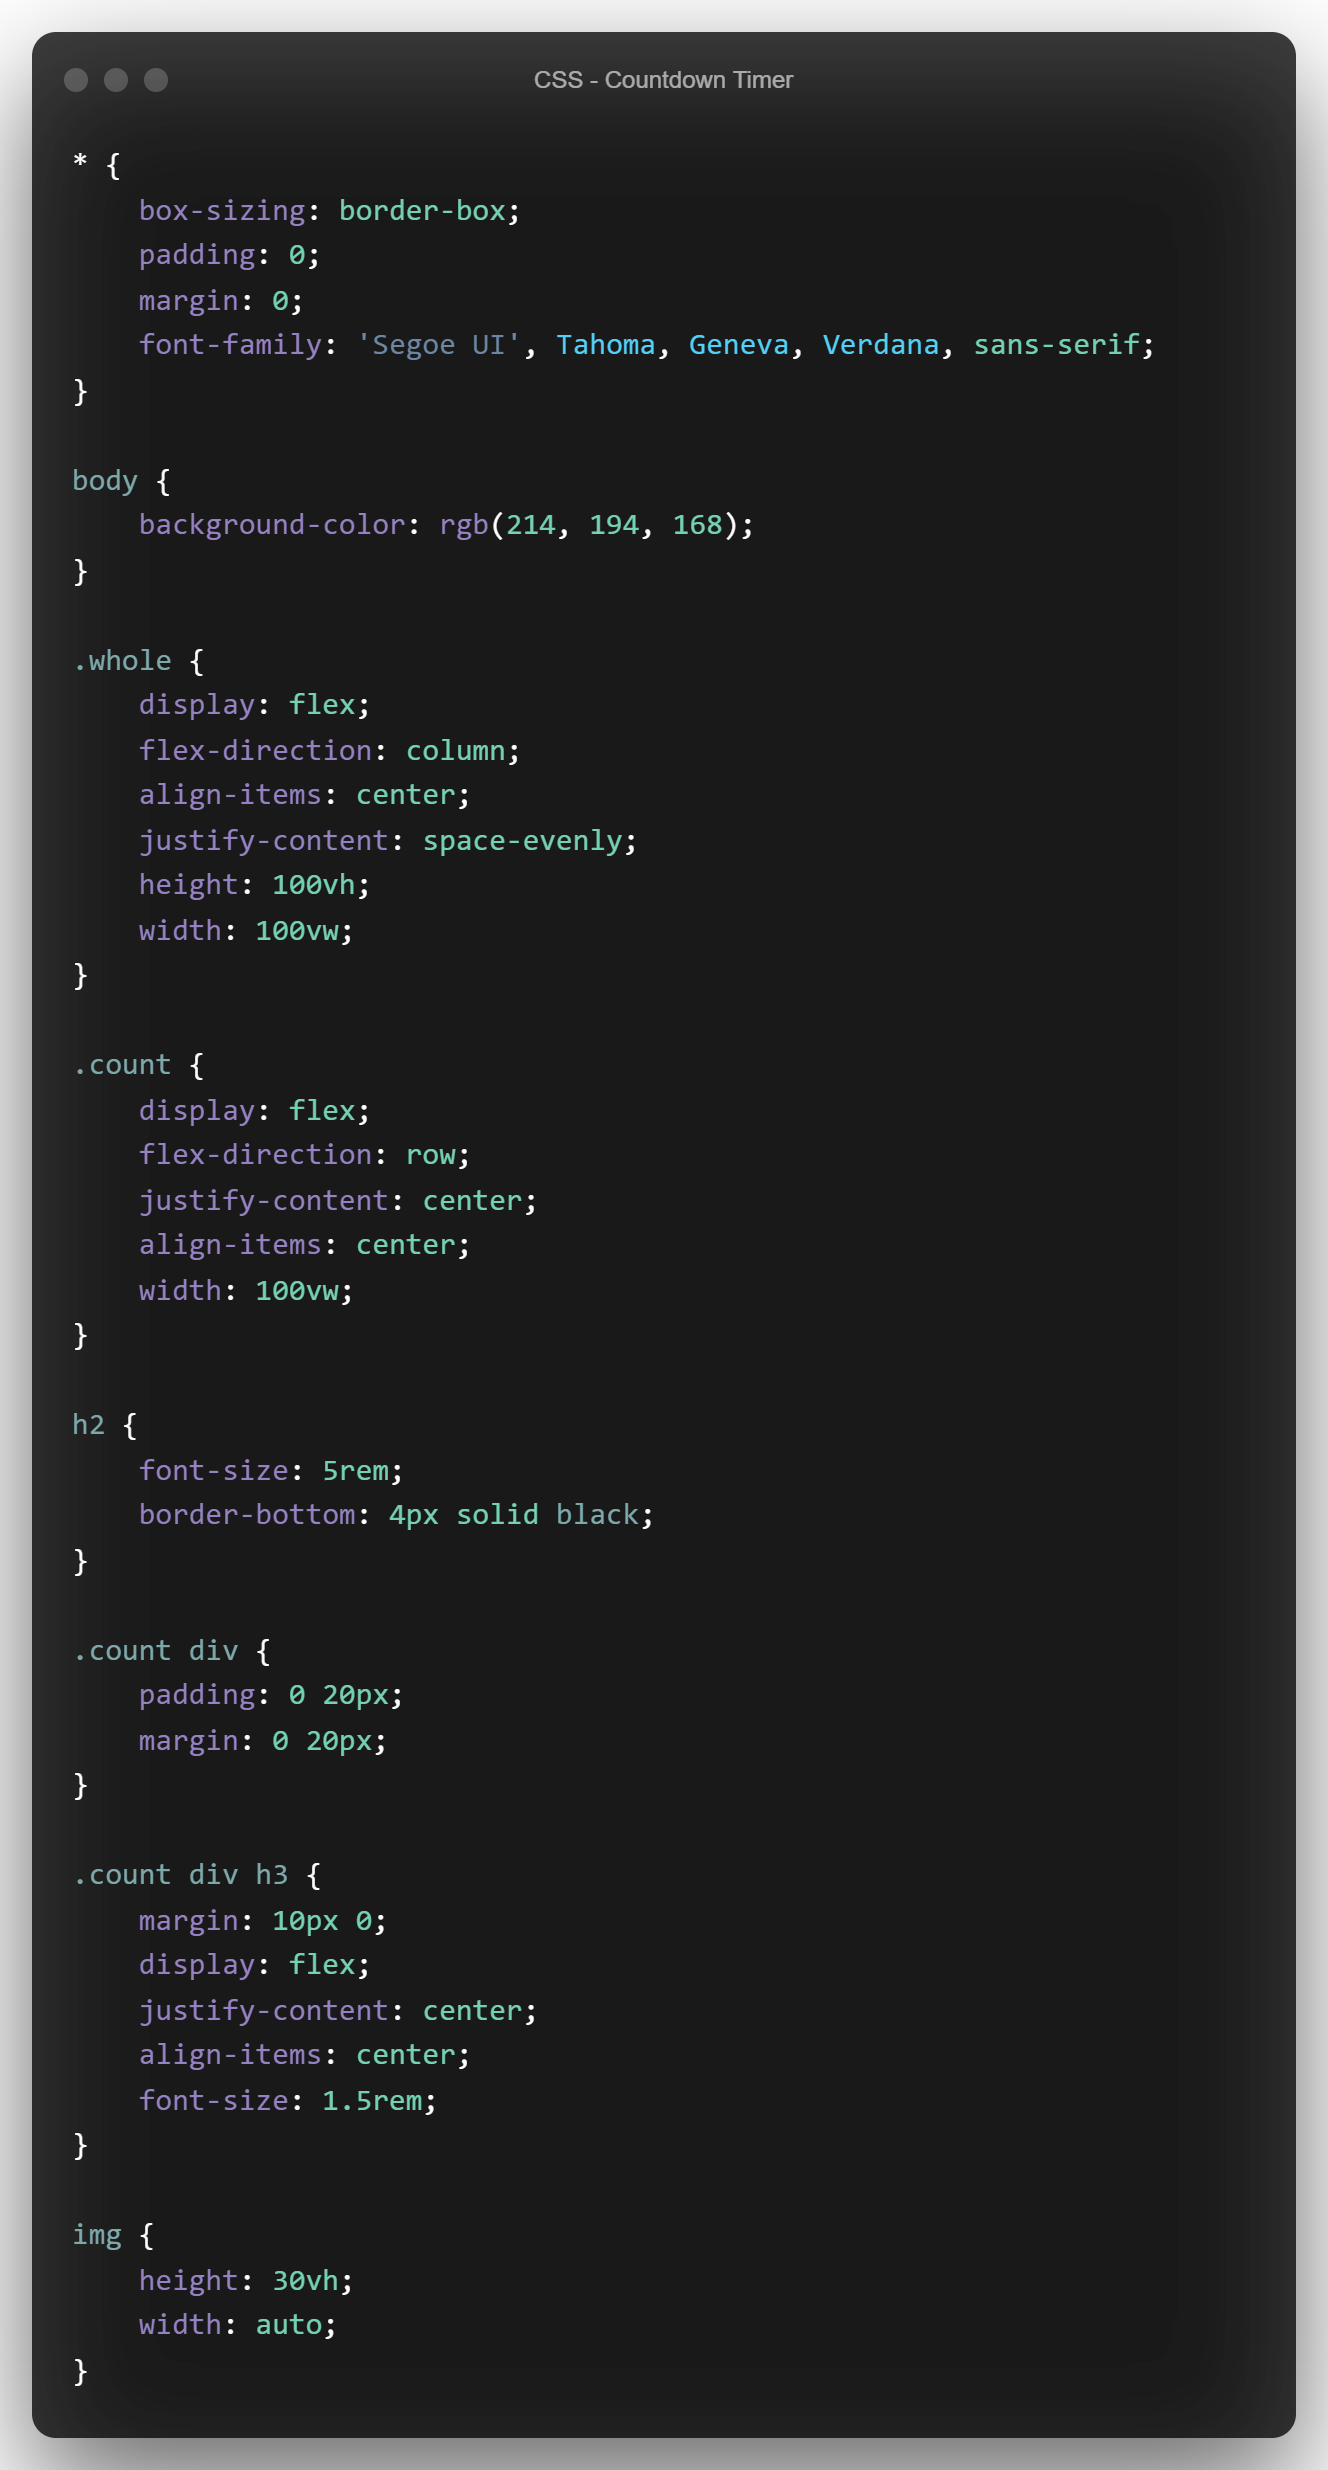 CSS - Countdown Timer
* {
    box-sizing: border-box;
    padding: 0;
    margin: 0;
    font-family: 'Segoe UI', Tahoma, Geneva, Verdana, sans-serif;
}

body {
    background-color: rgb(214, 194, 168);
}

.whole {
    display: flex;
    flex-direction: column;
    align-items: center;
    justify-content: space-evenly;
    height: 100vh;
    width: 100vw;
}

.count {
    display: flex;
    flex-direction: row;
    justify-content: center;
    align-items: center;
    width: 100vw;
}

h2 {
    font-size: 5rem;
    border-bottom: 4px solid black;
}

.count div {
    padding: 0 20px;
    margin: 0 20px;
}

.count div h3 {
    margin: 10px 0;
    display: flex;
    justify-content: center;
    align-items: center;
    font-size: 1.5rem;
}

img {
    height: 30vh;
    width: auto;
}